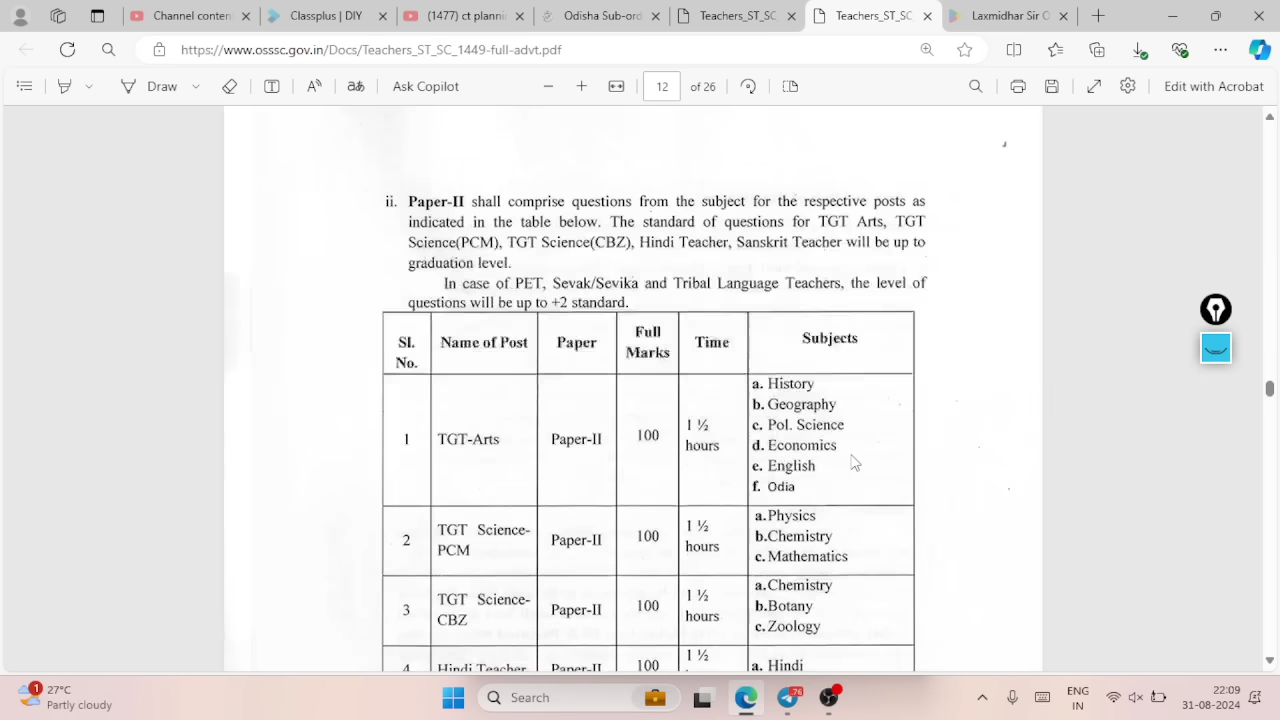 Channel conten
Classplus | DIY
(1477) ct plannin
Odisha Sub-ord
Teachers_ST_SC_
Teachers_ST_SC_
Laxmidhar Sir O
https://www.osssc.gov.in/Docs/Teachers_ST_SC_1449-full-advt.pdf
Draw
Ask Copilot
12 of 26
Edit with Acrobat
ii. Paper-II shall comprise questions from the subject for the respective posts as
indicated in the table below. The standard of questions for TGT Arts, TGT
Science(PCM), TGT Science(CBZ), Hindi Teacher, Sanskrit Teacher will be up to
graduation level.
In case of PET, Sevak/Sevika and Tribal Language Teachers, the level of
questions will be up to +2 standard.
Sl. No. Name of Post Paper Full Marks Time Subjects
1 TGT-Arts Paper-II 100 1 ½ hours
a. History
b. Geography
c. Pol. Science
d. Economics
e. English
f. Odia
2 TGT Science-PCM Paper-II 100 1 ½ hours
a.Physics
b.Chemistry
c.Mathematics
3 TGT Science-CBZ Paper-II 100 1 ½ hours
a.Chemistry
b.Botany
c.Zoology
4 Hindi Teacher Paper-II 100 1 ½
a. Hindi
1
27°C
Partly cloudy
Search
76
ENG
IN
22:09
31-08-2024